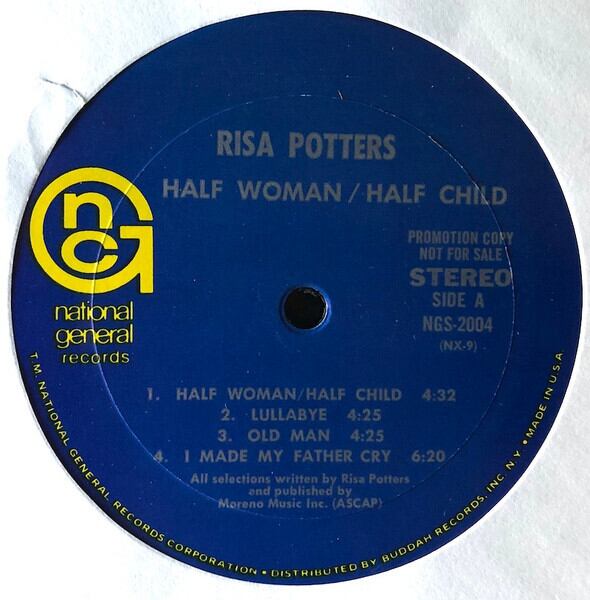 RISA POTTERS
HALF WOMAN / HALF CHILD
PROMOTION COPY
NOT FOR SALE
STEREO
SIDE A
NGS-2004
(NX-9)
ncG
national
general
records
1. HALF WOMAN/HALF CHILD 4:32
2. LULLABYE 4:25
3. OLD MAN 4:25
4. I MADE MY FATHER CRY 6:20
All selections written by Risa Potters
and published by
Moreno Music Inc. (ASCAP)
T.M. NATIONAL GENERAL RECORDS CORPORATION • DISTRIBUTED BY BUDDAH RECORDS, INC. N.Y. • MADE IN U.S.A.